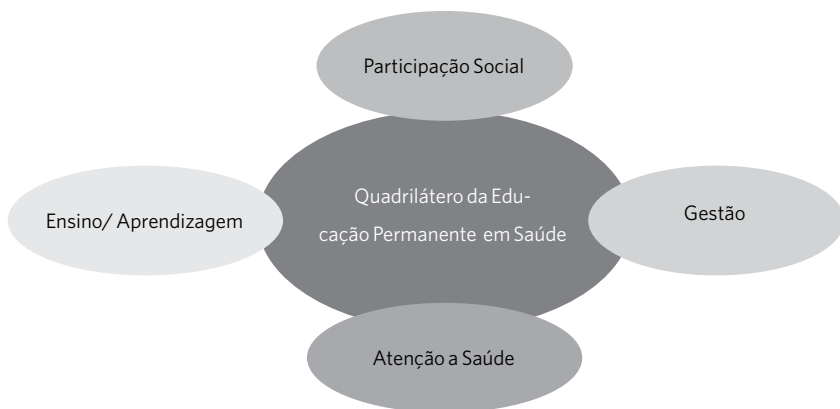 Participação Social
Quadrilátero da Edu-
cação Permanente em Saúde
Ensino/ Aprendizagem
Gestão
Atenção a Saúde